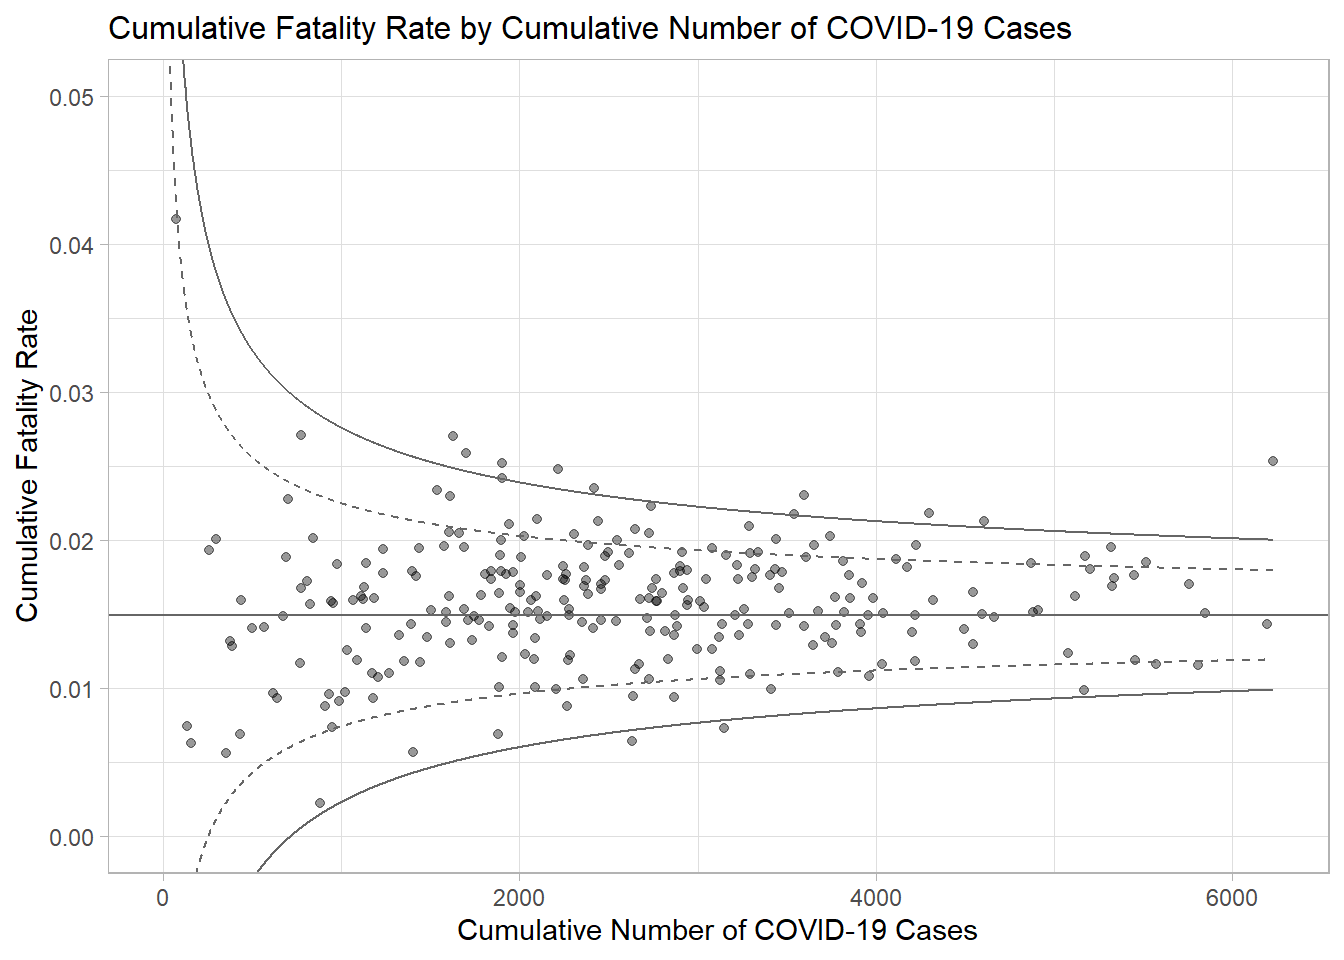 Cumulative Fatality Rate by Cumulative Number of COVID-19 Cases
0.05
0.04
0.03
0.02
0.01
0.00
Cumulative Fatality Rate
0 2000 4000 6000
Cumulative Number of COVID-19 Cases